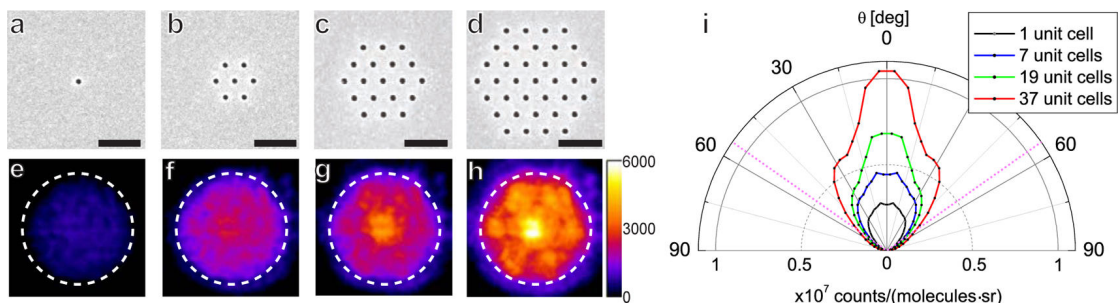 a b c d
e f g h
6000
3000
0
i
θ [deg]
0
30 30
60 60
90 90
1 0.5 0 0.5 1
x10⁷ counts/(molecules·sr)
1 unit cell
7 unit cells
19 unit cells
37 unit cells